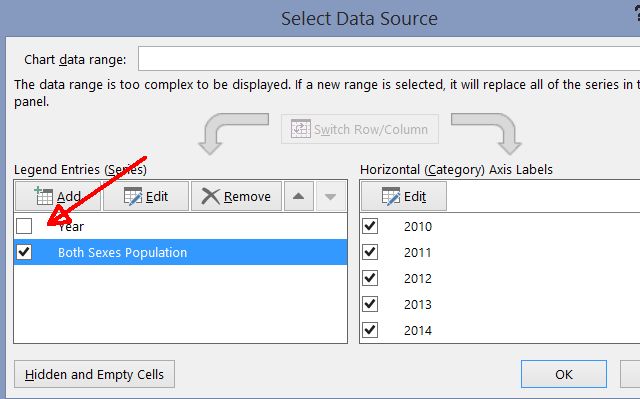 Select Data Source
Chart data range:
The data range is too complex to be displayed. If a new range is selected, it will replace all of the series in t
panel.
Switch Row/Column
Legend Entries (Series)
Horizontal (Category) Axis Labels
Add
Edit
Remove
Edit
Year
Both Sexes Population
2010
2011
2012
2013
2014
Hidden and Empty Cells
OK